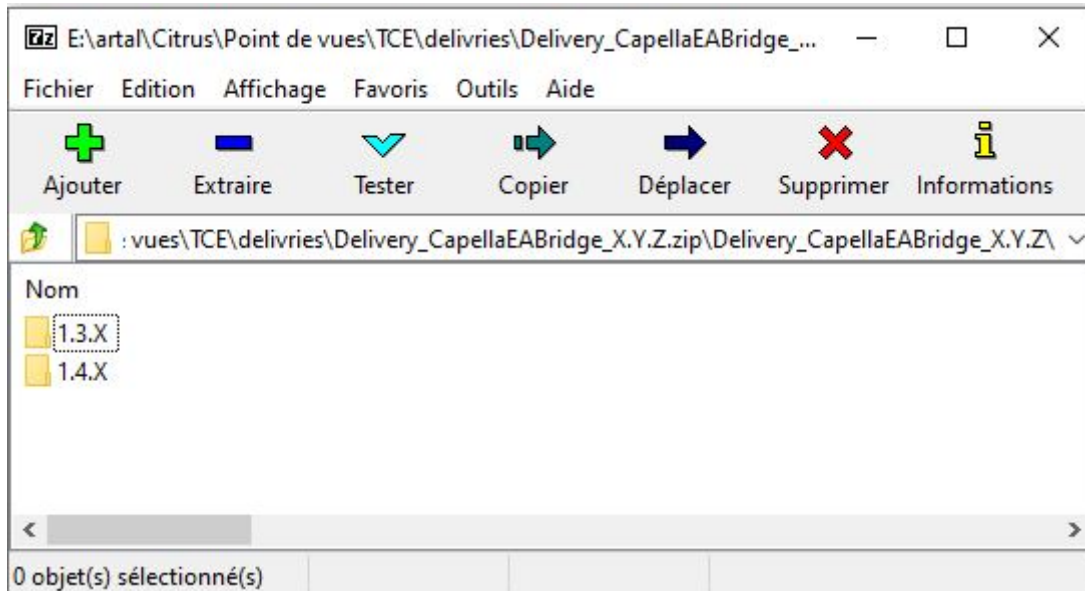 E:\artal\Citrus\Point de vues\TCE\delivries\Delivery_CapellaEABridge_...
Fichier Edition Affichage Favoris Outils Aide
Ajouter Extraire Tester Copier Déplacer Supprimer Informations
: vues\TCE\delivries\Delivery_CapellaEABridge_X.Y.Z.zip\Delivery_CapellaEABridge_X.Y.Z\
Nom
1.3.X
1.4.X
0 objet(s) sélectionné(s)